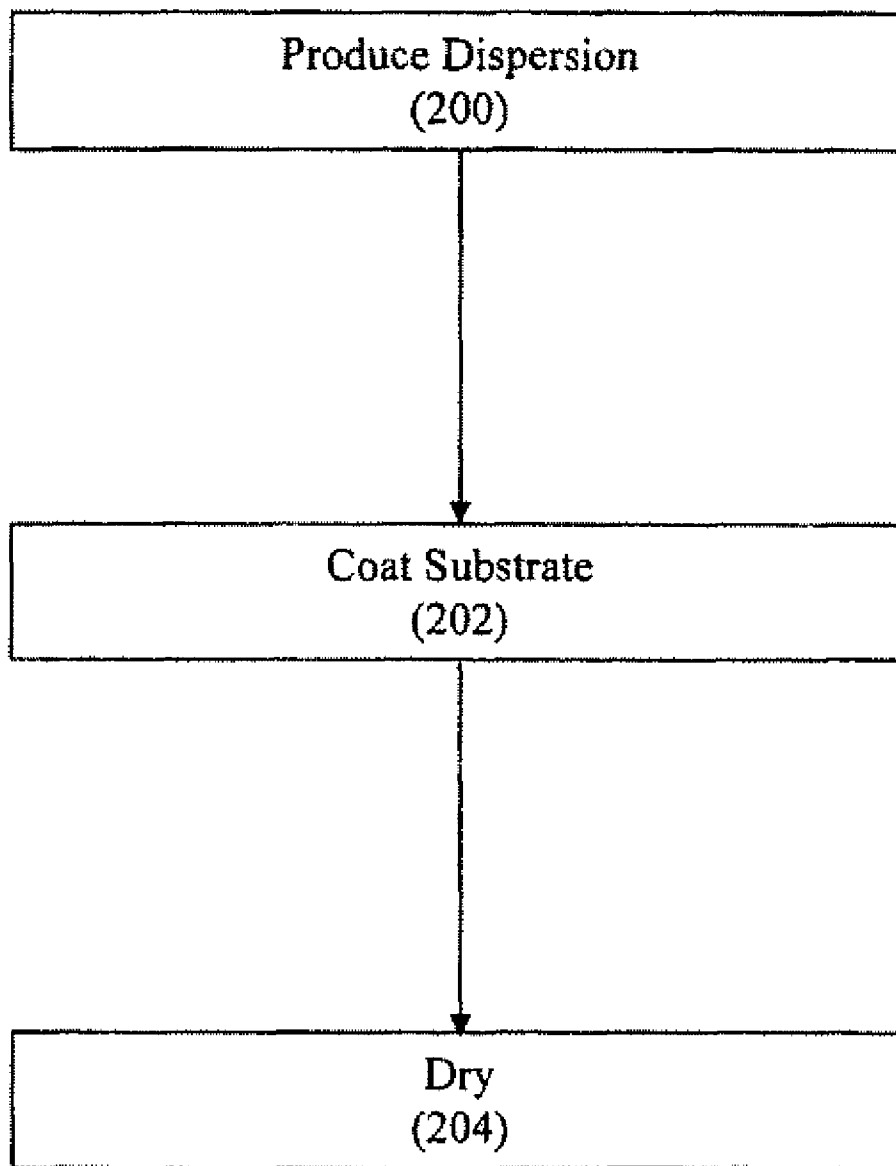 Produce Dispersion
(200)
Coat Substrate
(202)
Dry
(204)